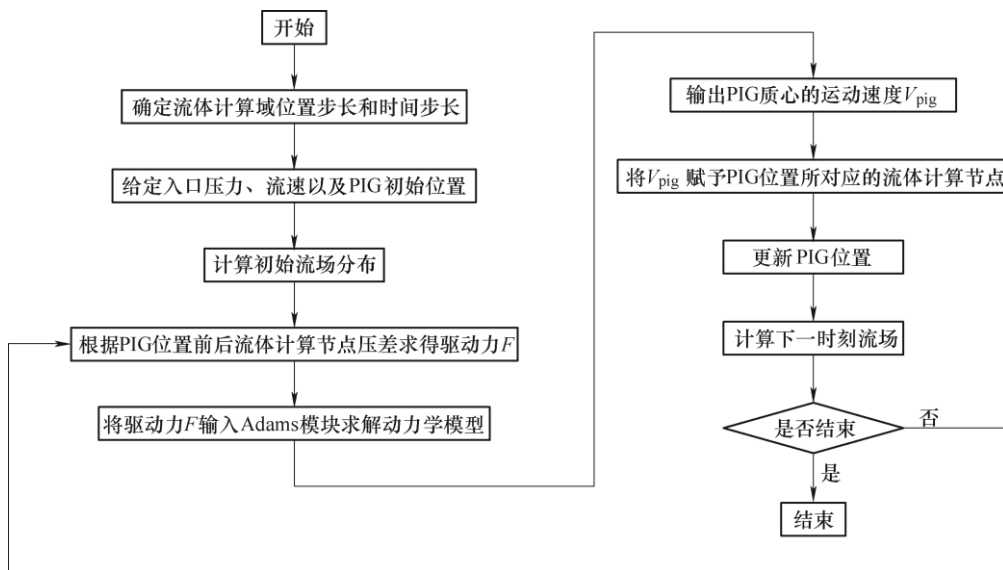 开始
确定流体计算域位置步长和时间步长
给定入口压力、流速以及PIG初始位置
计算初始流场分布
根据PIG位置前后流体计算节点压差求得驱动力F
将驱动力F输入Adams模块求解动力学模型
输出PIG质心的运动速度Vpig
将Vpig赋予PIG位置所对应的流体计算节点
更新PIG位置
计算下一时刻流场
是否结束
否
是
结束